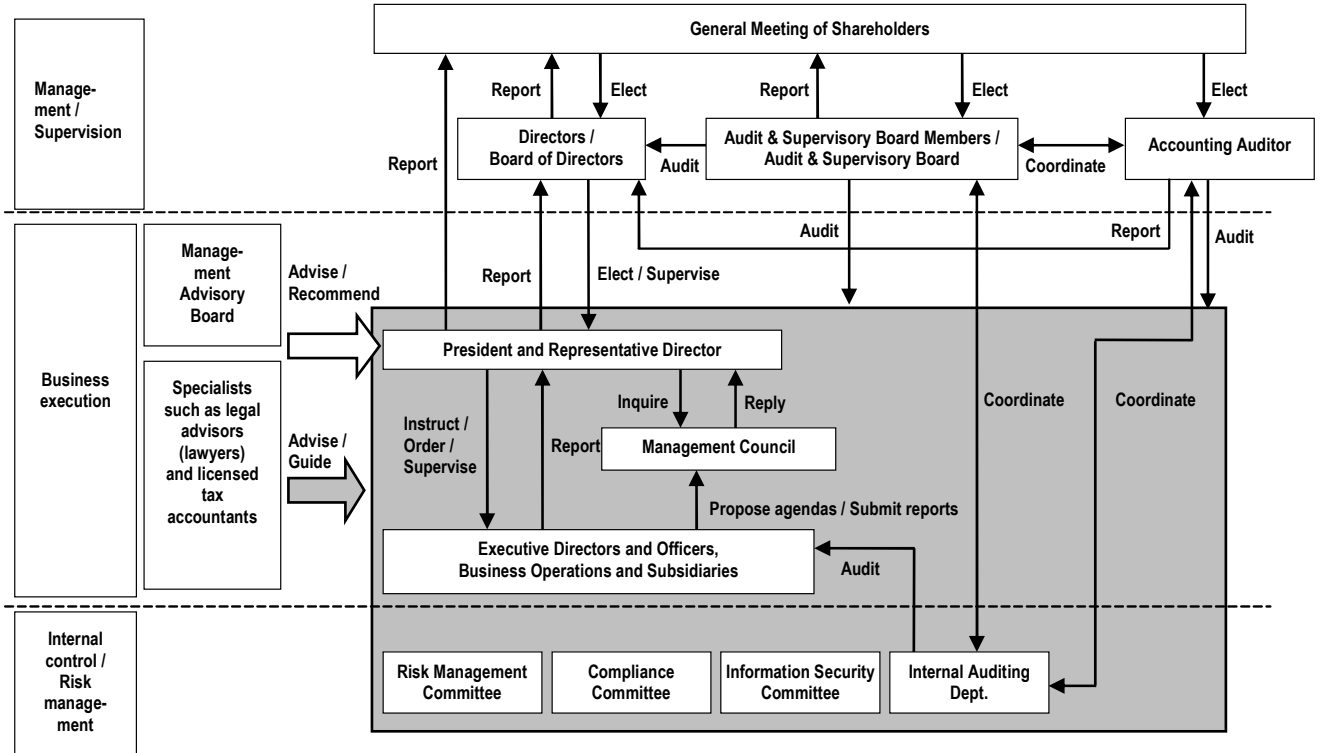 General Meeting of Shareholders
Manage-
ment /
Supervision
Report
Elect
Report
Elect
Elect
Directors /
Board of Directors
Audit & Supervisory Board Members /
Audit & Supervisory Board
Accounting Auditor
Report
Audit
Coordinate
Business
execution
Manage-
ment
Advisory
Board
Advise /
Recommend
Report
Elect / Supervise
Audit
Report
Audit
President and Representative Director
Specialists
such as legal
advisors
(lawyers)
and licensed
tax
accountants
Advise /
Guide
Instruct /
Order /
Supervise
Report
Inquire
Reply
Coordinate
Coordinate
Management Council
Propose agendas / Submit reports
Executive Directors and Officers,
Business Operations and Subsidiaries
Audit
Internal
control /
Risk
manage-
ment
Risk Management
Committee
Compliance
Committee
Information Security
Committee
Internal Auditing
Dept.